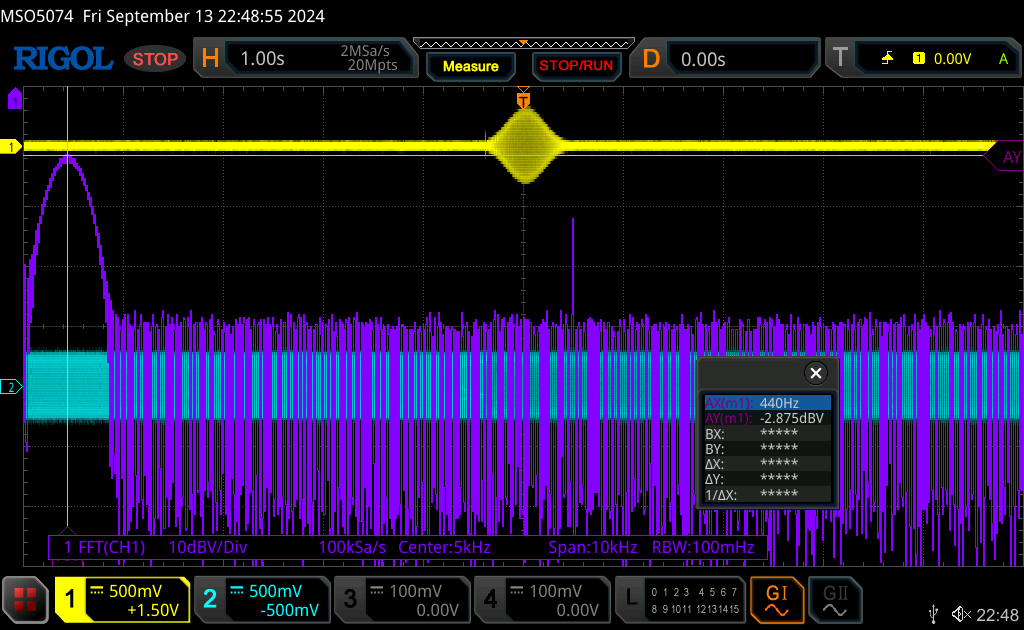 MSO5074 Fri September 13 22:48:55 2024
RIGOL STOP H 1.00s 2MSa/s 20Mpts Measure STOP/RUN D 0.00s T 1 0.00V A
T
1
1
AY
2
AX(m1): 440Hz
AY(m1): -2.875dBV
BX: *****
BY: *****
ΔX: *****
ΔY: *****
1/ΔX: *****
1 FFT(CH1) 10dBV/Div 100kSa/s Center:5kHz Span:10kHz RBW:100mHz
1 500mV +1.50V
2 500mV -500mV
3 100mV 0.00V
4 100mV 0.00V
L 0 1 2 3 4 5 6 7
8 9 10 11 12 13 14 15
GI
GII
22:48